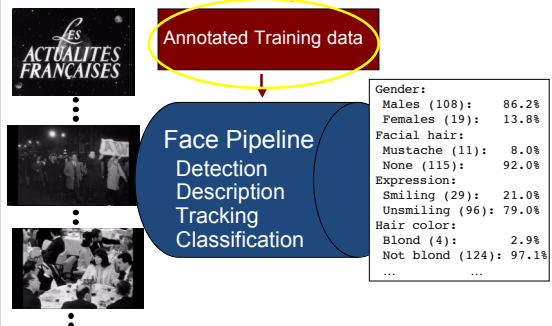 Les
ACTUALITÉS
FRANÇAISES
Annotated Training data
Face Pipeline
Detection
Description
Tracking
Classification
Gender:
Males (108): 86.2%
Females (19): 13.8%
Facial hair:
Mustache (11): 8.0%
None (115): 92.0%
Expression:
Smiling (29): 21.0%
Unsmiling (96): 79.0%
Hair color:
Blond (4): 2.9%
Not blond (124): 97.1%
… …